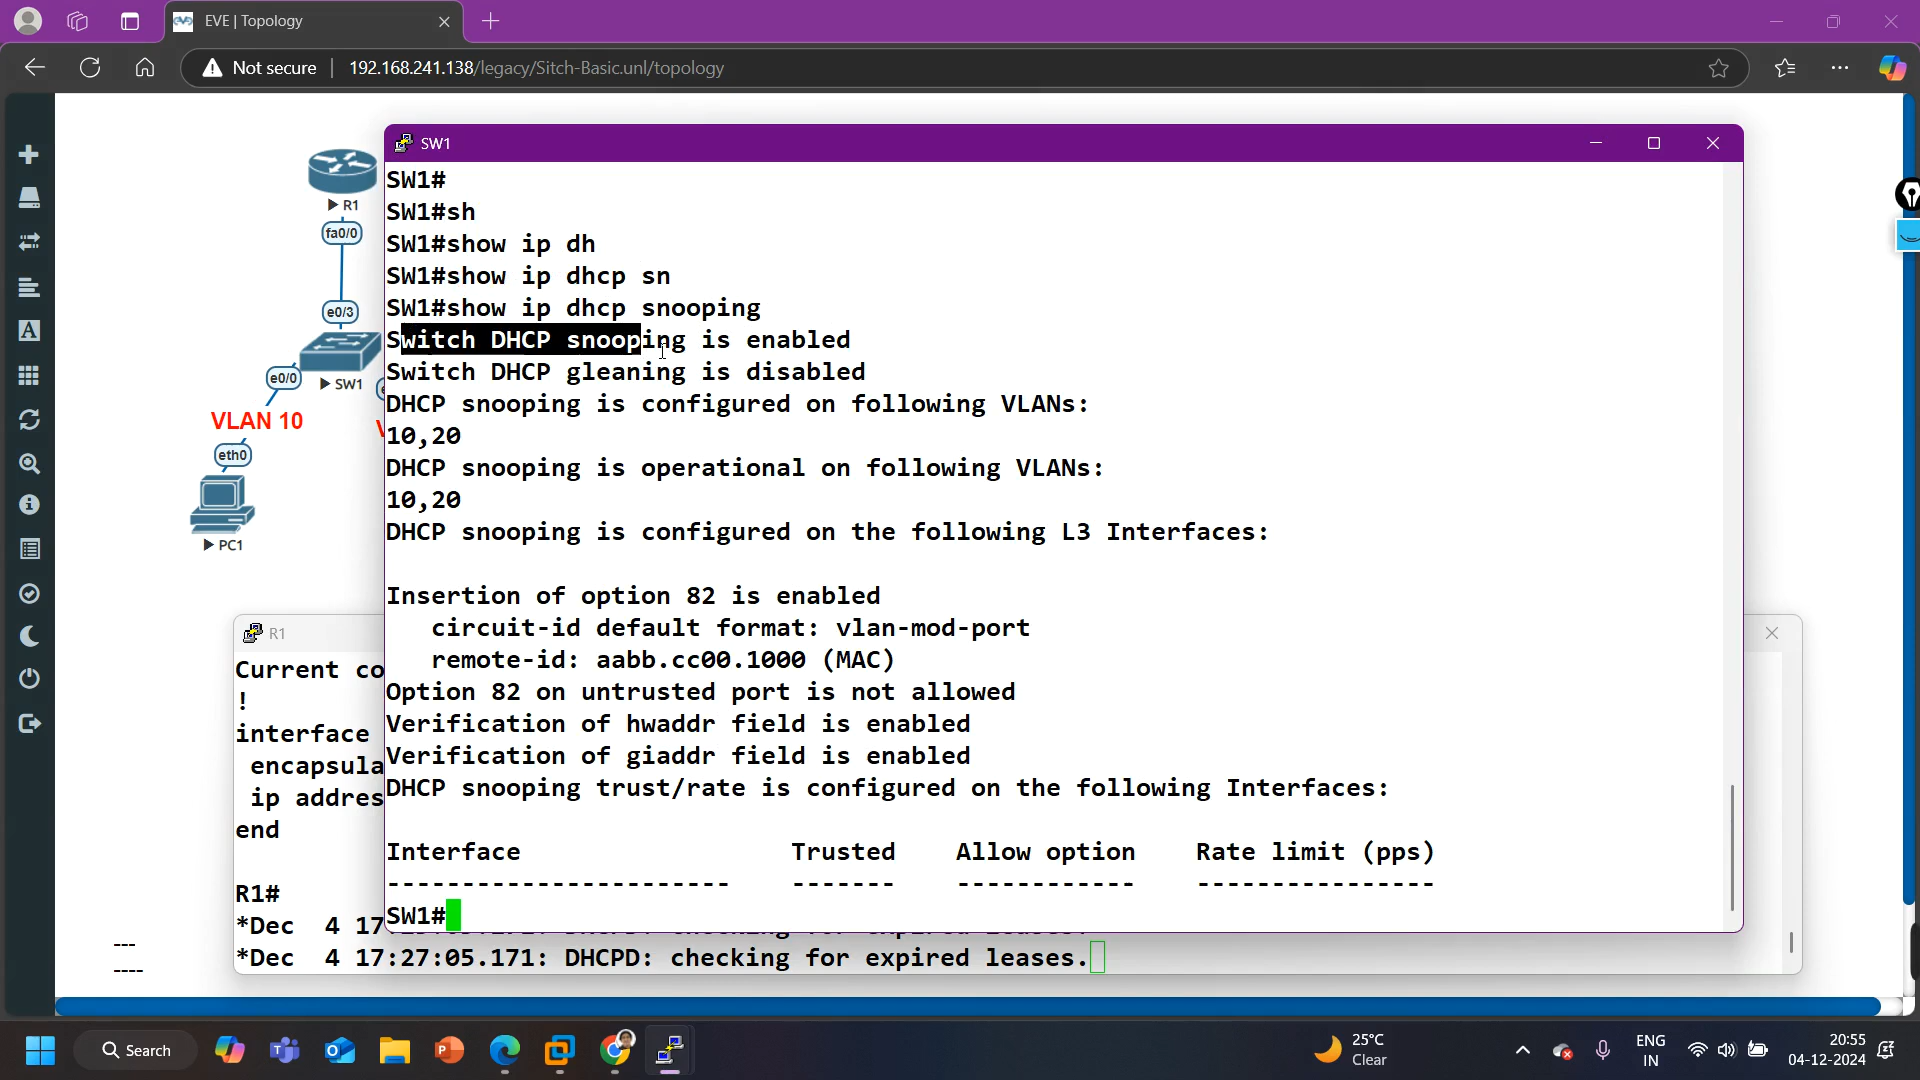 EVE | Topology
Not secure
192.168.241.138/legacy/Sitch-Basic.unl/topology
R1
fa0/0
e0/3
SW1
e0/0
VLAN 10
eth0
PC1
---
----
SW1
SW1#
SW1#sh
SW1#show ip dh
SW1#show ip dhcp sn
SW1#show ip dhcp snooping
Switch DHCP snooping is enabled
Switch DHCP gleaning is disabled
DHCP snooping is configured on following VLANs:
10,20
DHCP snooping is operational on following VLANs:
10,20
DHCP snooping is configured on the following L3 Interfaces:
Insertion of option 82 is enabled
circuit-id default format: vlan-mod-port
remote-id: aabb.cc00.1000 (MAC)
Option 82 on untrusted port is not allowed
Verification of hwaddr field is enabled
Verification of giaddr field is enabled
DHCP snooping trust/rate is configured on the following Interfaces:
Interface Trusted Allow option Rate limit (pps)
----------------------- ------- ------------ ----------------
SW1#
R1
Current co
!
interface
encapsula
ip addres
end
R1#
*Dec 4 17
*Dec 4 17:27:05.171: DHCPD: checking for expired leases.
Search
25°C
Clear
ENG
IN
20:55
04-12-2024